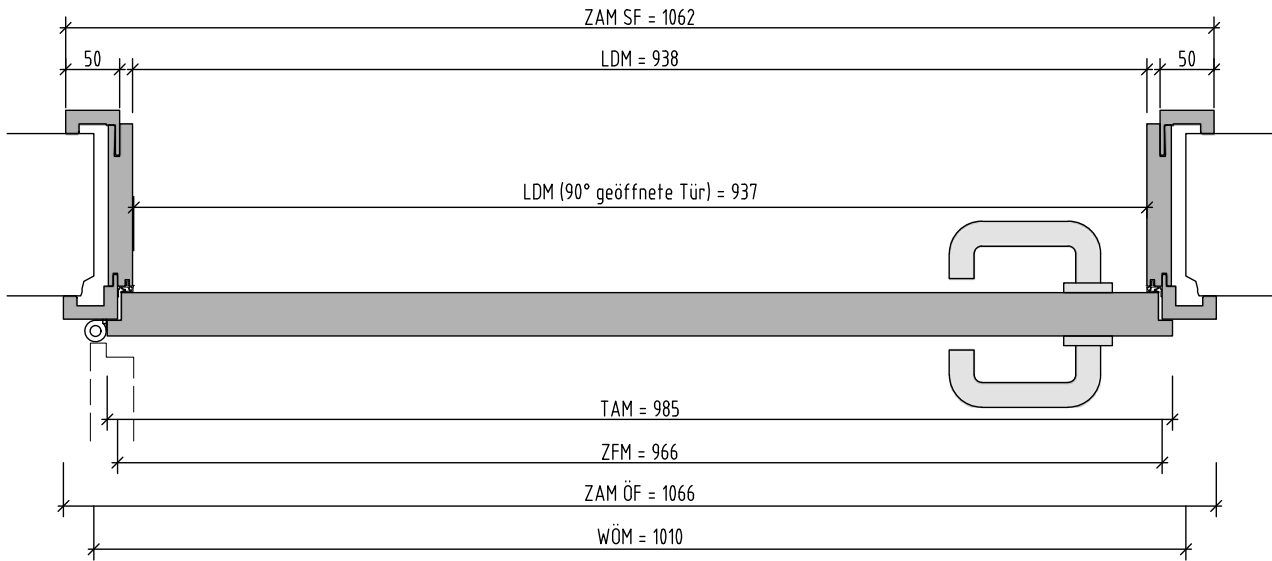 ZAM SF = 1062
50
LDM = 938
50
LDM (90° geöffnete Tür) = 937
TAM = 985
ZFM = 966
ZAM ÖF = 1066
WÖM = 1010